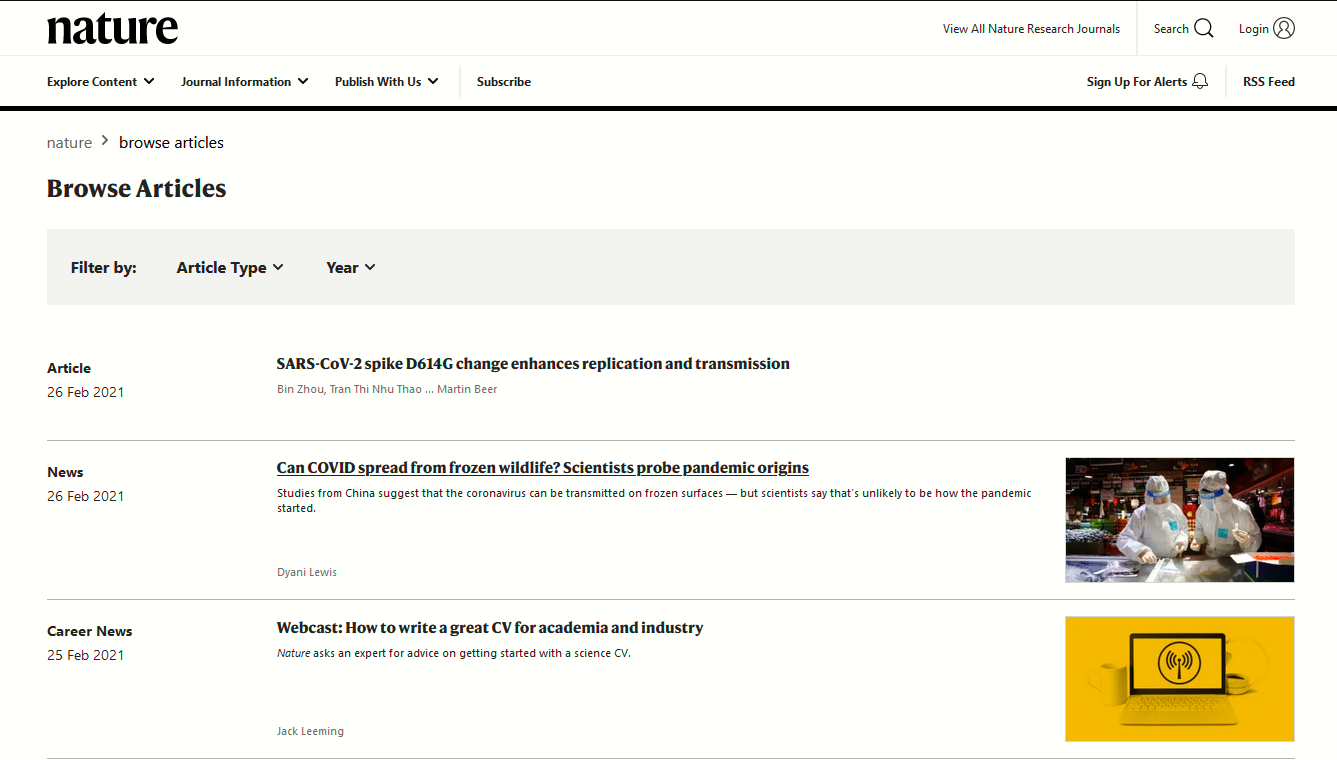 nature
View All Nature Research Journals
Search
Login
Explore Content
Journal Information
Publish With Us
Subscribe
Sign Up For Alerts
RSS Feed
nature > browse articles
Browse Articles
Filter by:
Article Type
Year
Article
26 Feb 2021
SARS-CoV-2 spike D614G change enhances replication and transmission
Bin Zhou, Tran Thi Nhu Thao ... Martin Beer
News
26 Feb 2021
Can COVID spread from frozen wildlife? Scientists probe pandemic origins
Studies from China suggest that the coronavirus can be transmitted on frozen surfaces — but scientists say that's unlikely to be how the pandemic
started.
Dyani Lewis
Career News
25 Feb 2021
Webcast: How to write a great CV for academia and industry
Nature asks an expert for advice on getting started with a science CV.
Jack Leeming